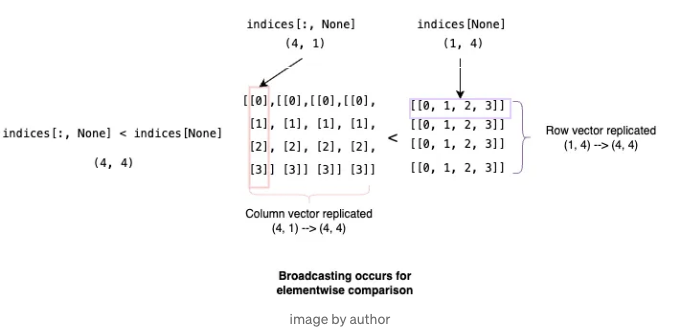 indices[:, None]
(4, 1)
indices[None]
(1, 4)
[[0],[[0],[[0],[[0],
[1], [1], [1], [1],
[2], [2], [2], [2],
[3]] [3]] [3]] [3]]
<
[[0, 1, 2, 3]]
[[0, 1, 2, 3]]
[[0, 1, 2, 3]]
[[0, 1, 2, 3]]
indices[:, None] < indices[None]
(4, 4)
Row vector replicated
(1, 4) -->(4, 4)
Column vector replicated
(4, 1) -->(4, 4)
Broadcasting occurs for
elementwise comparison
image by author